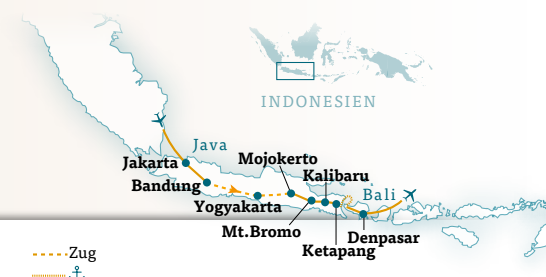 INDONESIEN
Java
Jakarta
Mojokerto
Bandung
Kalibaru
Bali
Yogyakarta
Mt.Bromo
Denpasar
Ketapang
Zug